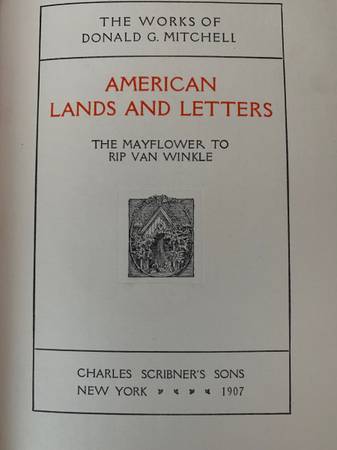 THE WORKS OF
DONALD G. MITCHELL
AMERICAN
LANDS AND LETTERS
THE MAYFLOWER TO
RIP VAN WINKLE
CHARLES SCRIBNER'S SONS
NEW YORK 1907